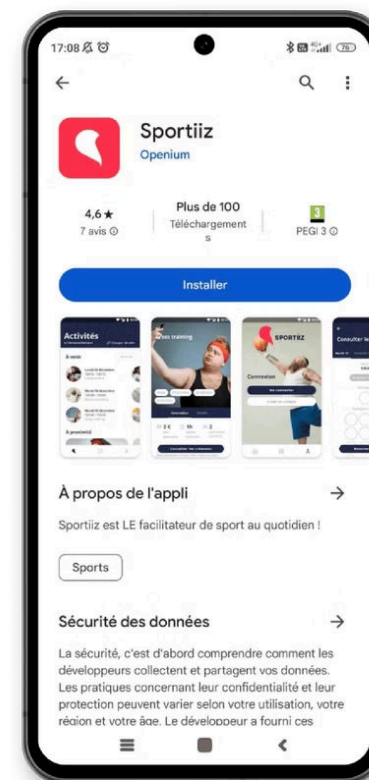 17:08
4G+
76
Sportiiz
Openium
4,6 ★
7 avis
Plus de 100
Téléchargement
s
3
PEGI 3
Installer
Activités
SPORTIIZ
Connexion
À propos de l'appli
Sportiiz est LE facilitateur de sport au quotidien !
Sports
Sécurité des données
La sécurité, c'est d'abord comprendre comment les
développeurs collectent et partagent vos données.
Les pratiques concernant leur confidentialité et leur
protection peuvent varier selon votre utilisation, votre
région et votre âge. Le développeur a fourni ces